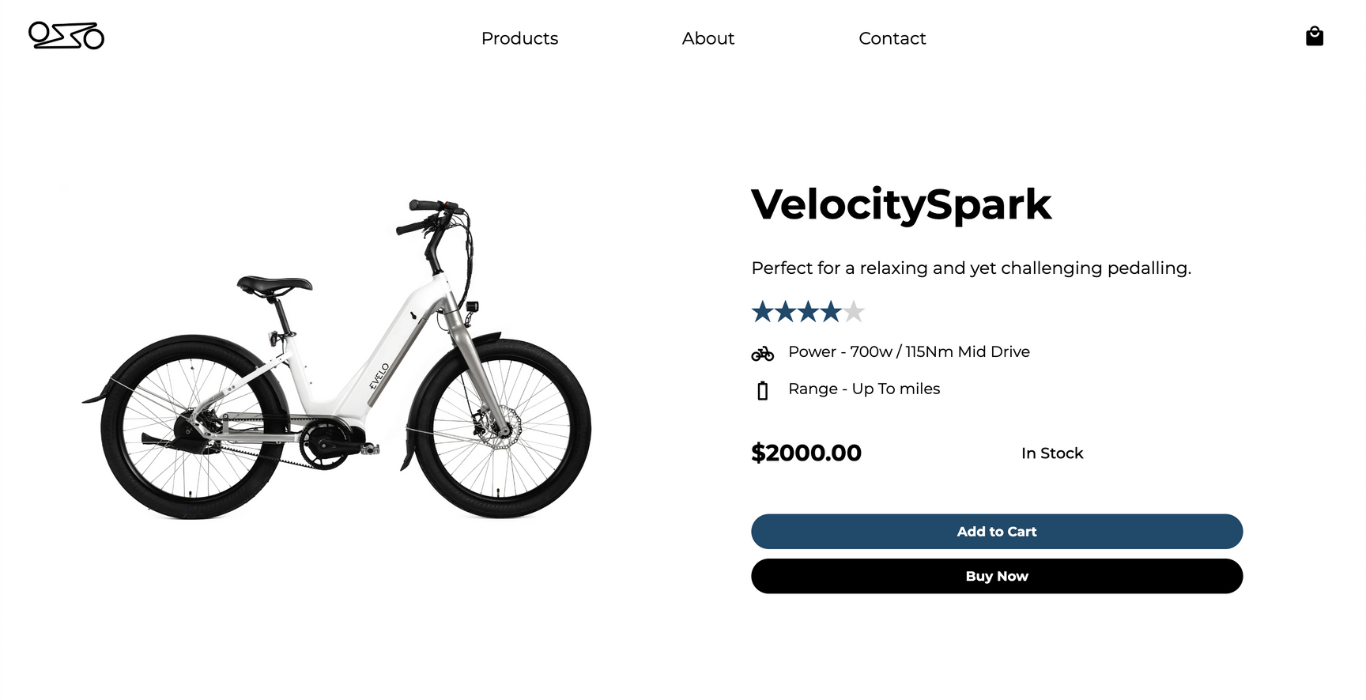 Products About Contact
VelocitySpark
Perfect for a relaxing and yet challenging pedalling.
Power - 700w / 115Nm Mid Drive
Range - Up To miles
$2000.00 In Stock
Add to Cart
Buy Now
EVELO